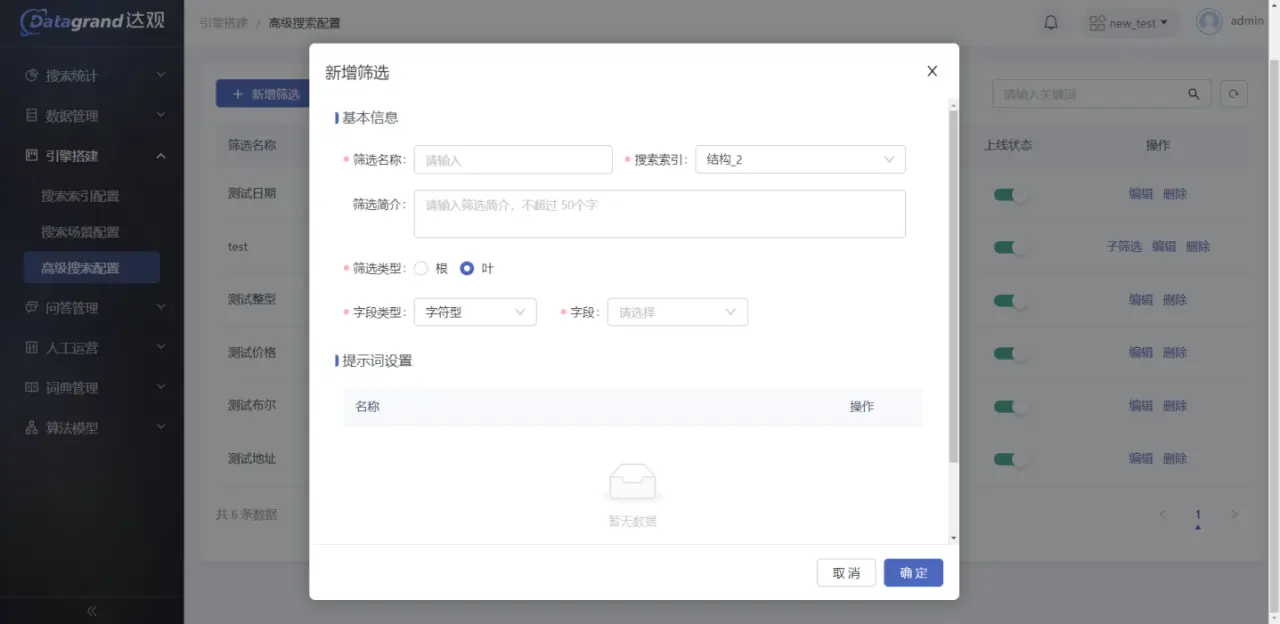 Datagrand达观
引擎搭建 / 高级搜索配置
new_test
admin
搜索统计
数据管理
引擎搭建
搜索索引配置
搜索场景配置
高级搜索配置
问答管理
人工运营
词典管理
算法模型
+ 新增筛选
请输入关键词
筛选名称
上线状态
操作
测试日期
编辑 删除
test
子筛选 编辑 删除
测试整型
编辑 删除
测试价格
编辑 删除
测试布尔
编辑 删除
测试地址
编辑 删除
共 6 条数据
1
新增筛选
X
基本信息
* 筛选名称: 请输入
* 搜索索引: 结构_2
筛选简介: 请输入筛选简介, 不超过 50个字
* 筛选类型: 根 叶
* 字段类型: 字符型
* 字段: 请选择
提示词设置
名称 操作
暂无数据
取 消 确 定